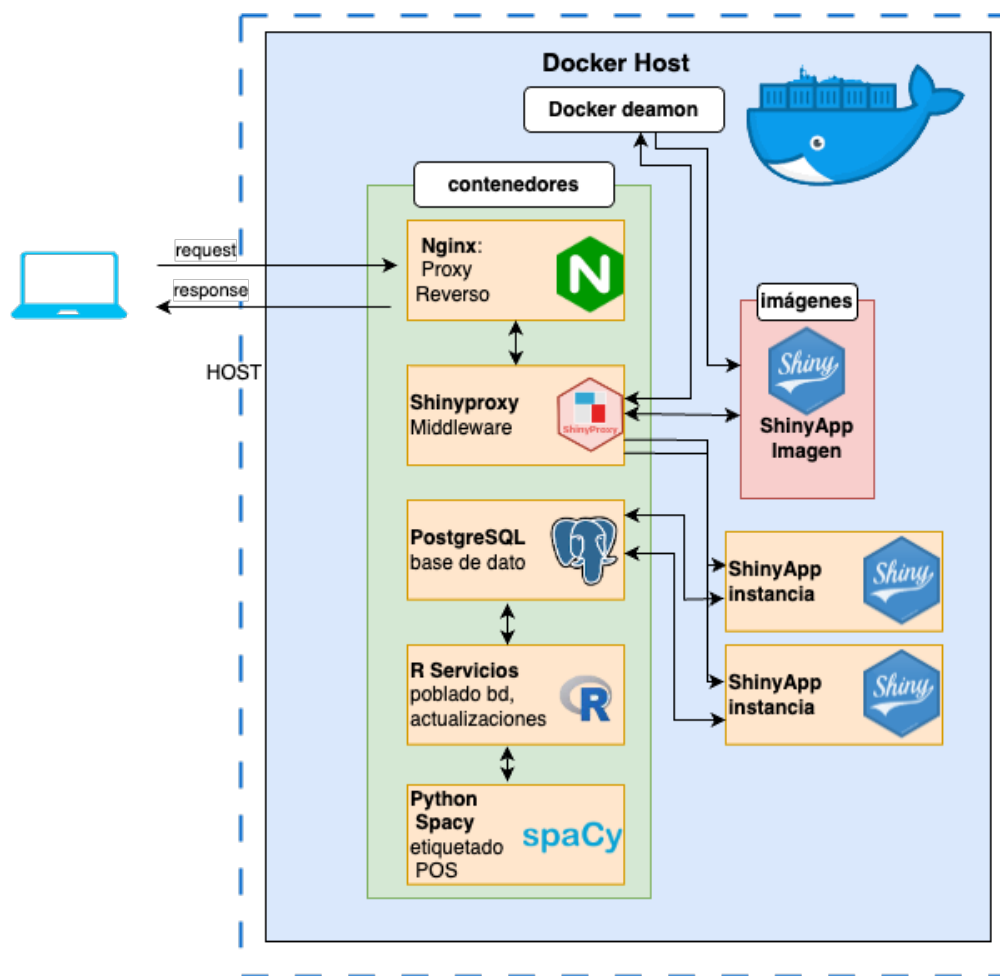 Docker Host
Docker deamon
contenedores
Nginx:
Proxy
Reverso
request
response
HOST
imágenes
Shiny
ShinyApp
Imagen
Shinyproxy
Middleware
ShinyProxy
PostgreSQL
base de dato
ShinyApp
instancia
Shiny
R Servicios
poblado bd,
actualizaciones
R
ShinyApp
instancia
Shiny
Python
Spacy
etiquetado
POS
spaCy